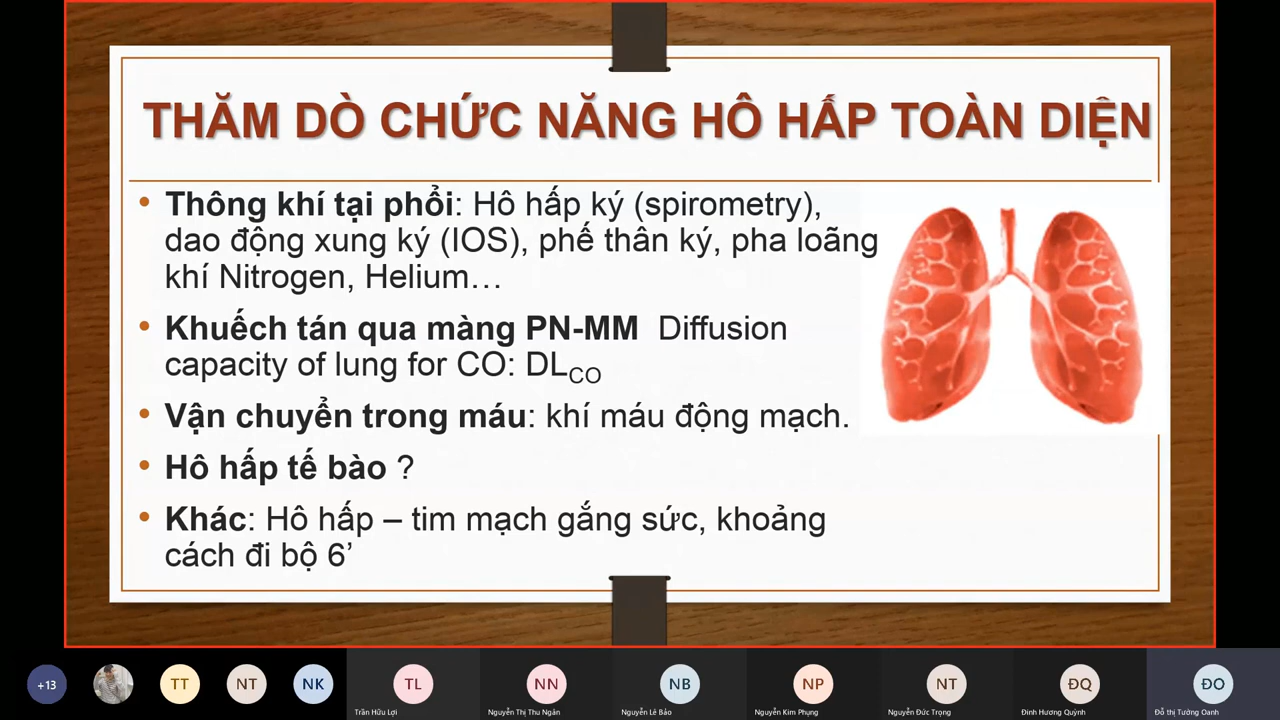 THĂM DÒ CHỨC NĂNG HÔ HẤP TOÀN DIỆN
• Thông khí tại phổi: Hô hấp ký (spirometry),
dao động xung ký (IOS), phế thân ký, pha loãng
khí Nitrogen, Helium…
• Khuếch tán qua màng PN-MM Diffusion
capacity of lung for CO: DLCO
• Vận chuyển trong máu: khí máu động mạch.
• Hô hấp tế bào ?
• Khác: Hô hấp – tim mạch gắng sức, khoảng
cách đi bộ 6’
+13 TT NT NK TL NN NB NP NT ĐQ ĐO
Trần Hữu Lợi Nguyễn Thị Thu Ngân Nguyễn Lê Bảo Nguyễn Kim Phụng Nguyễn Đức Trọng Đinh Hương Quỳnh Đỗ thị Tường Oanh